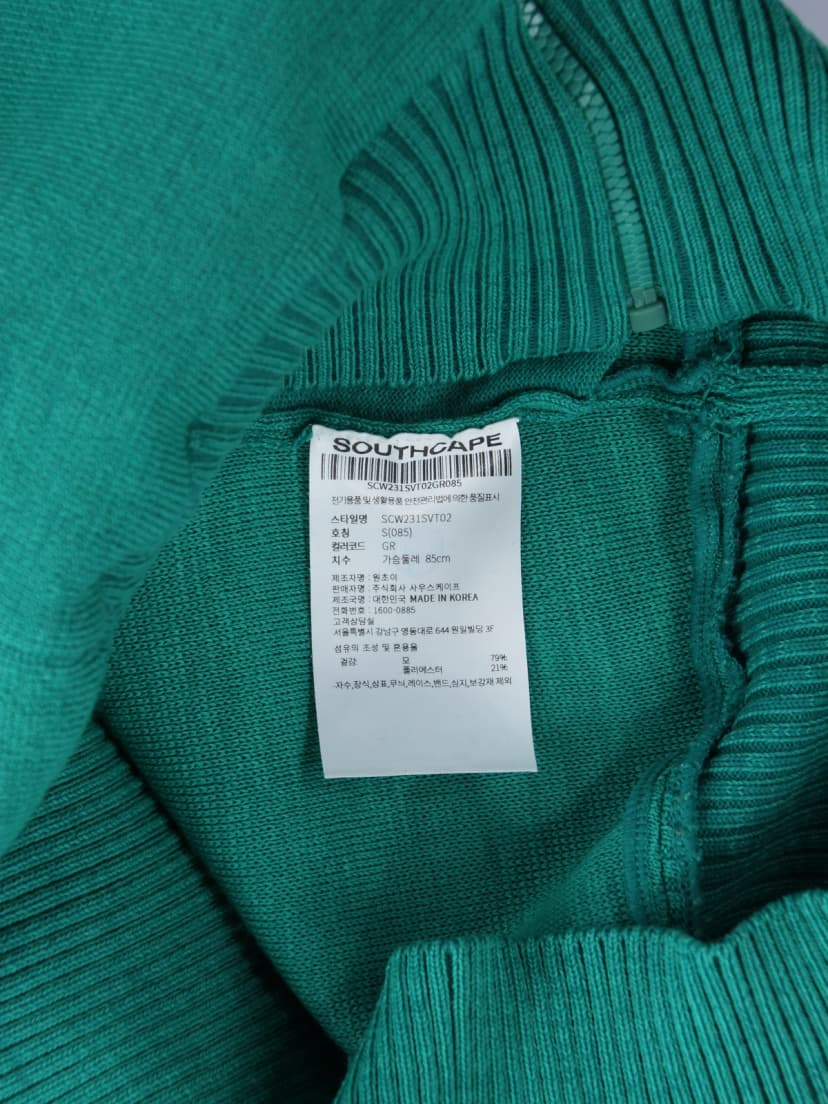 SOUTHCAPE
SCW231SVT02GR085
전기용품 및 생활용품 안전관리법에 의한 품질표시
스타일명 SCW231SVT02
호칭 S(085)
컬러코드 GR
치수 가슴둘레 85cm
제조자명 : 원초이
판매자명 : 주식회사 사우스케이프
제조국명 : 대한민국 MADE IN KOREA
전화번호 : 1600-0885
고객상담실
서울특별시 강남구 영동대로 644 원일빌딩 3F
섬유의 조성 및 혼용율
겉감: 모 79%
폴리에스터 21%
-자수,장식,심표,무늬,레이스,밴드,심지,보강재 제외